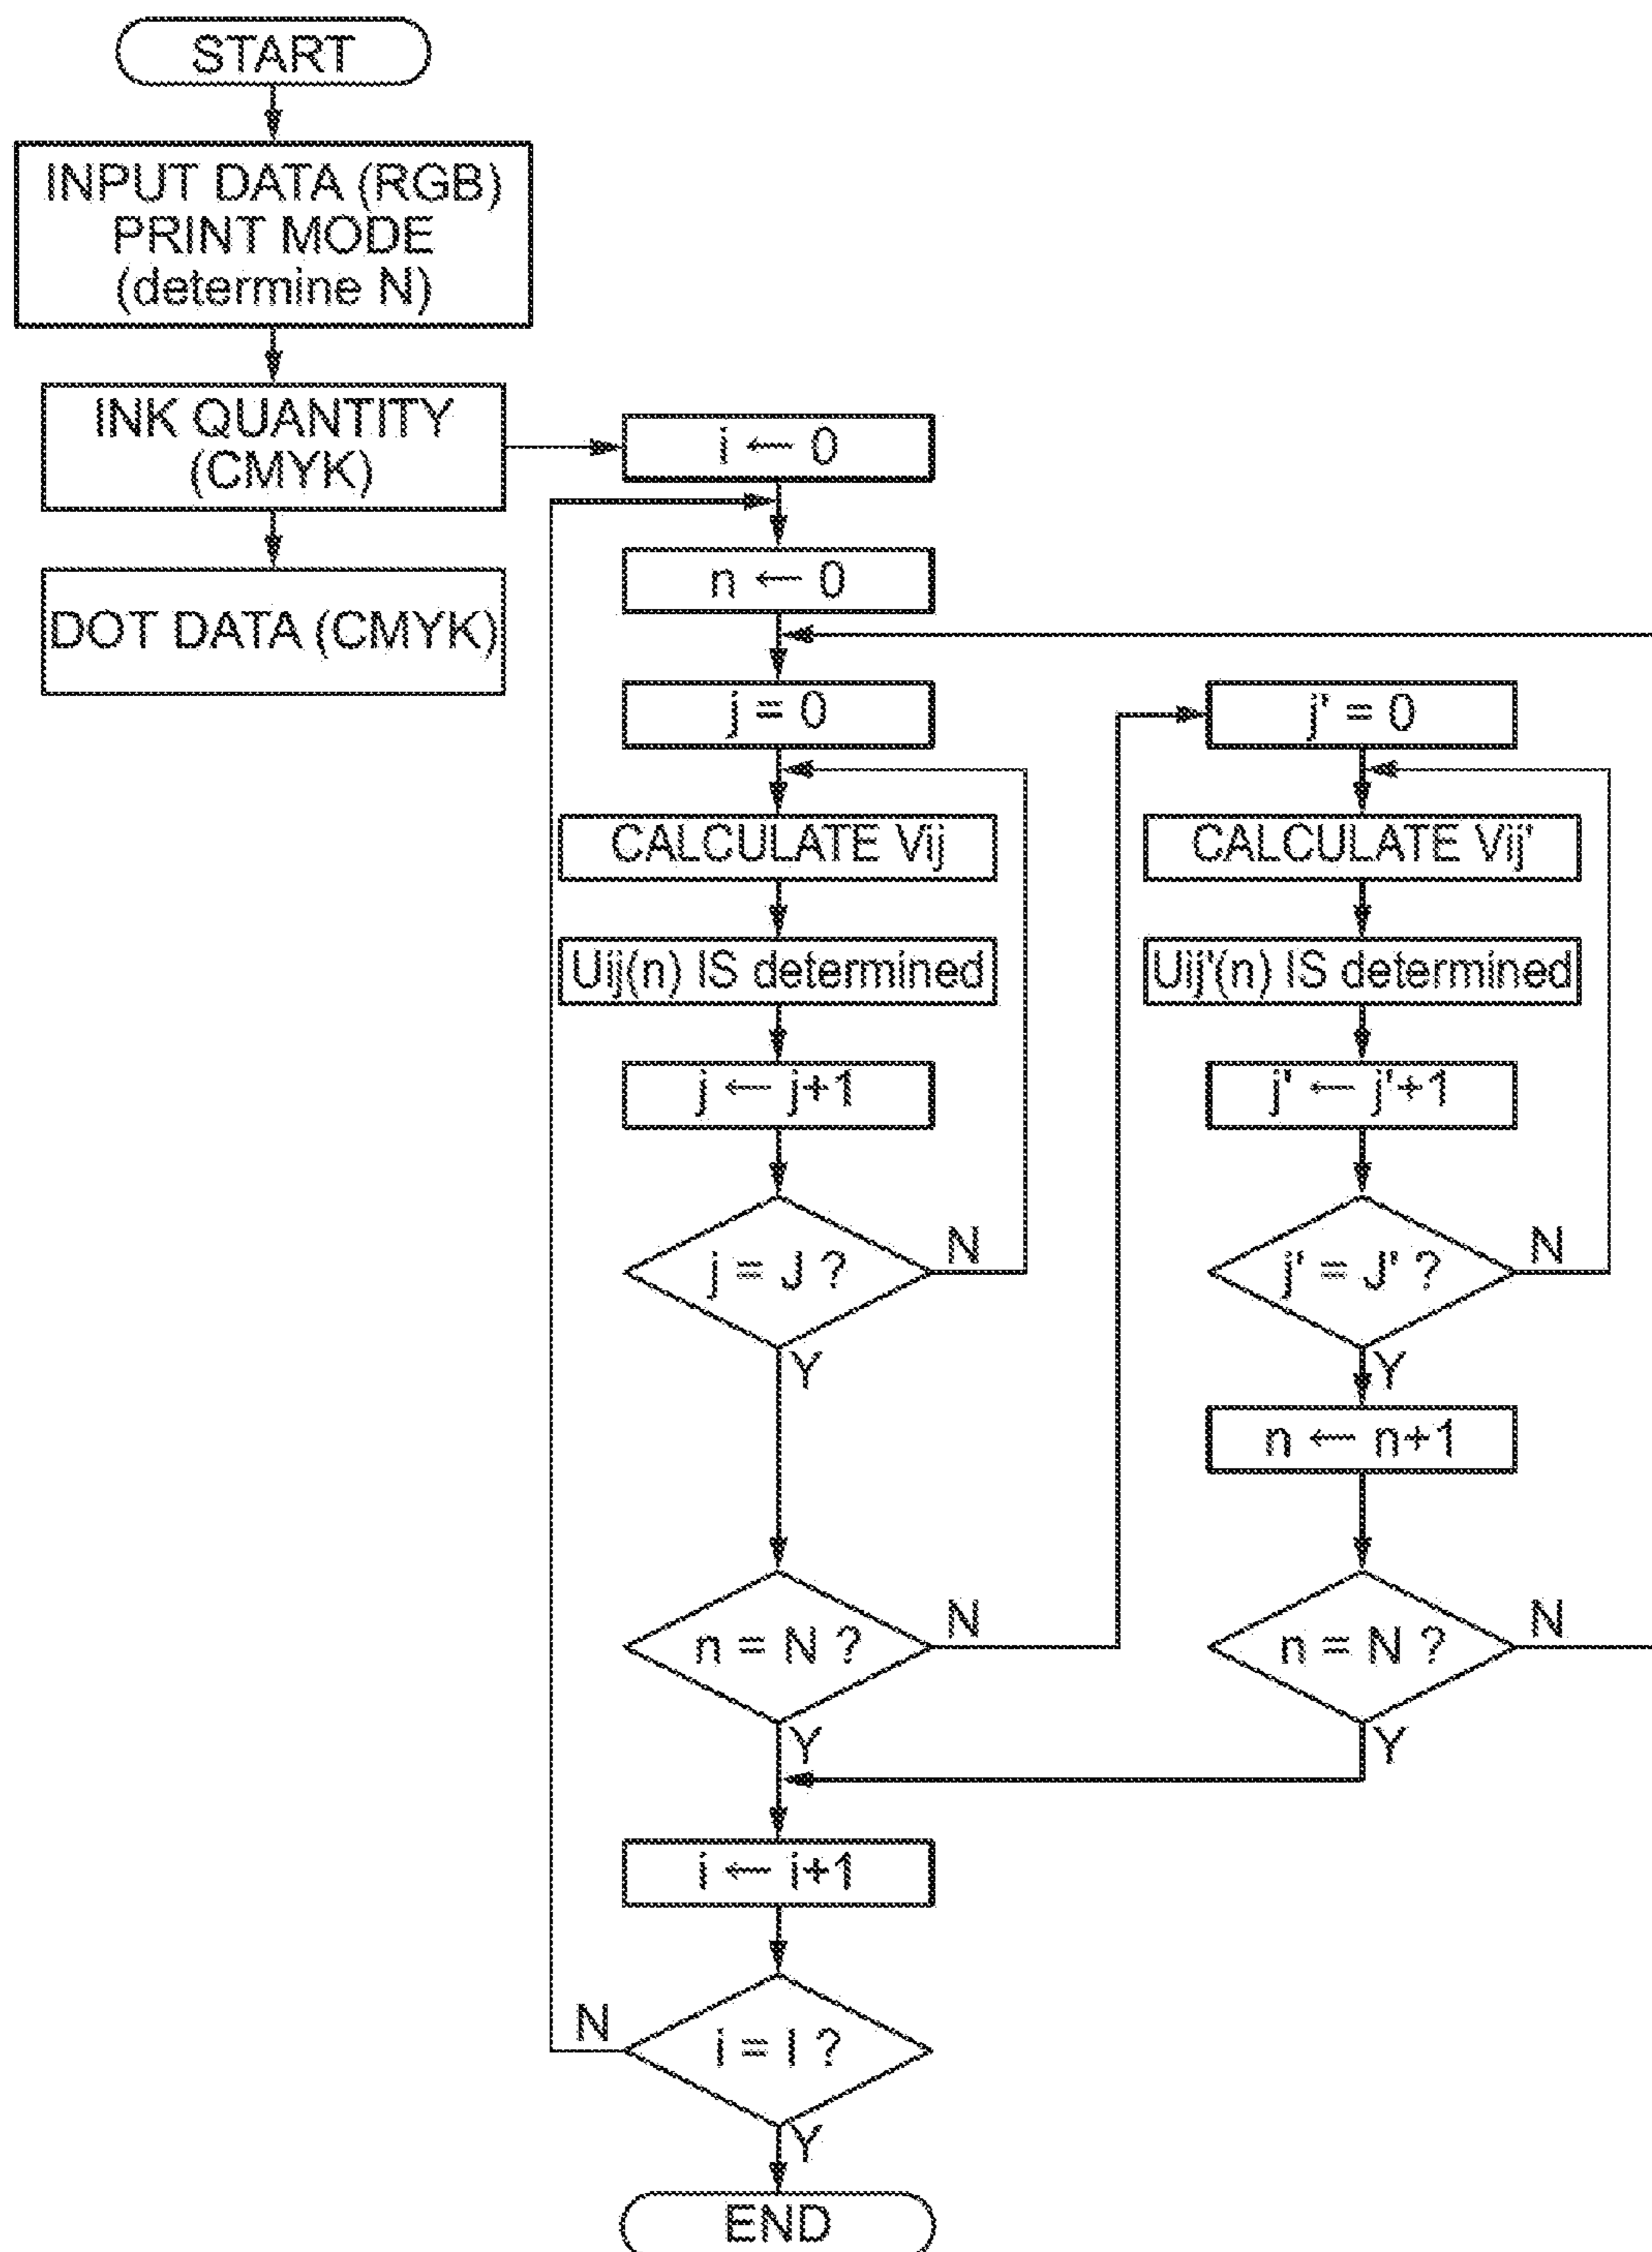 START
INPUT DATA (RGB)
PRINT MODE
(determine N)
INK QUANTITY
(CMYK)
DOT DATA (CMYK)
i ← 0
n ← 0
j = 0
CALCULATE Vij
Uij(n) IS determined
j ← j+1
j = J ?
N
Y
n = N ?
N
Y
j' = 0
CALCULATE Vij'
Uij'(n) IS determined
j' ← j'+1
j' = J' ?
N
Y
n ← n+1
n = N ?
N
Y
i ← i+1
i = I ?
N
Y
END